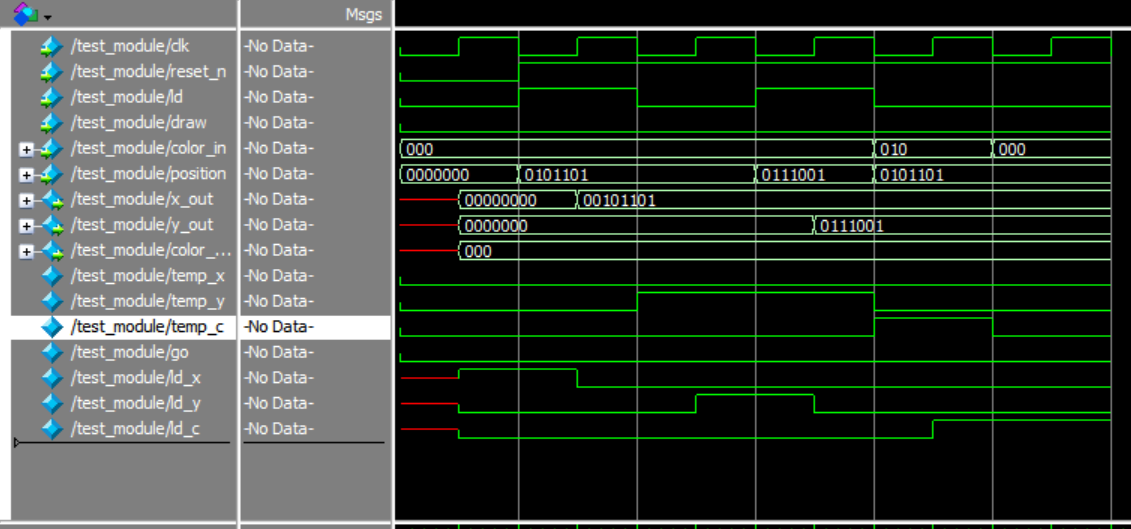 Msgs
/test_module/clk -No Data-
/test_module/reset_n -No Data-
/test_module/ld -No Data-
/test_module/draw -No Data-
/test_module/color_in -No Data- 000 010 000
/test_module/position -No Data- 0000000 0101101 0111001 0101101
/test_module/x_out -No Data- 00000000 00101101
/test_module/y_out -No Data- 0000000 0111001
/test_module/color_... -No Data- 000
/test_module/temp_x -No Data-
/test_module/temp_y -No Data-
/test_module/temp_c -No Data-
/test_module/go -No Data-
/test_module/ld_x -No Data-
/test_module/ld_y -No Data-
/test_module/ld_c -No Data-